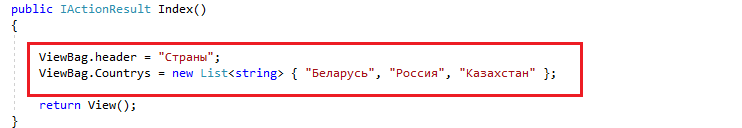 public IActionResult Index()
{
ViewBag.header = "Страны";
ViewBag.Countrys = new List<string> { "Беларусь", "Россия", "Казахстан" };
return View();
}